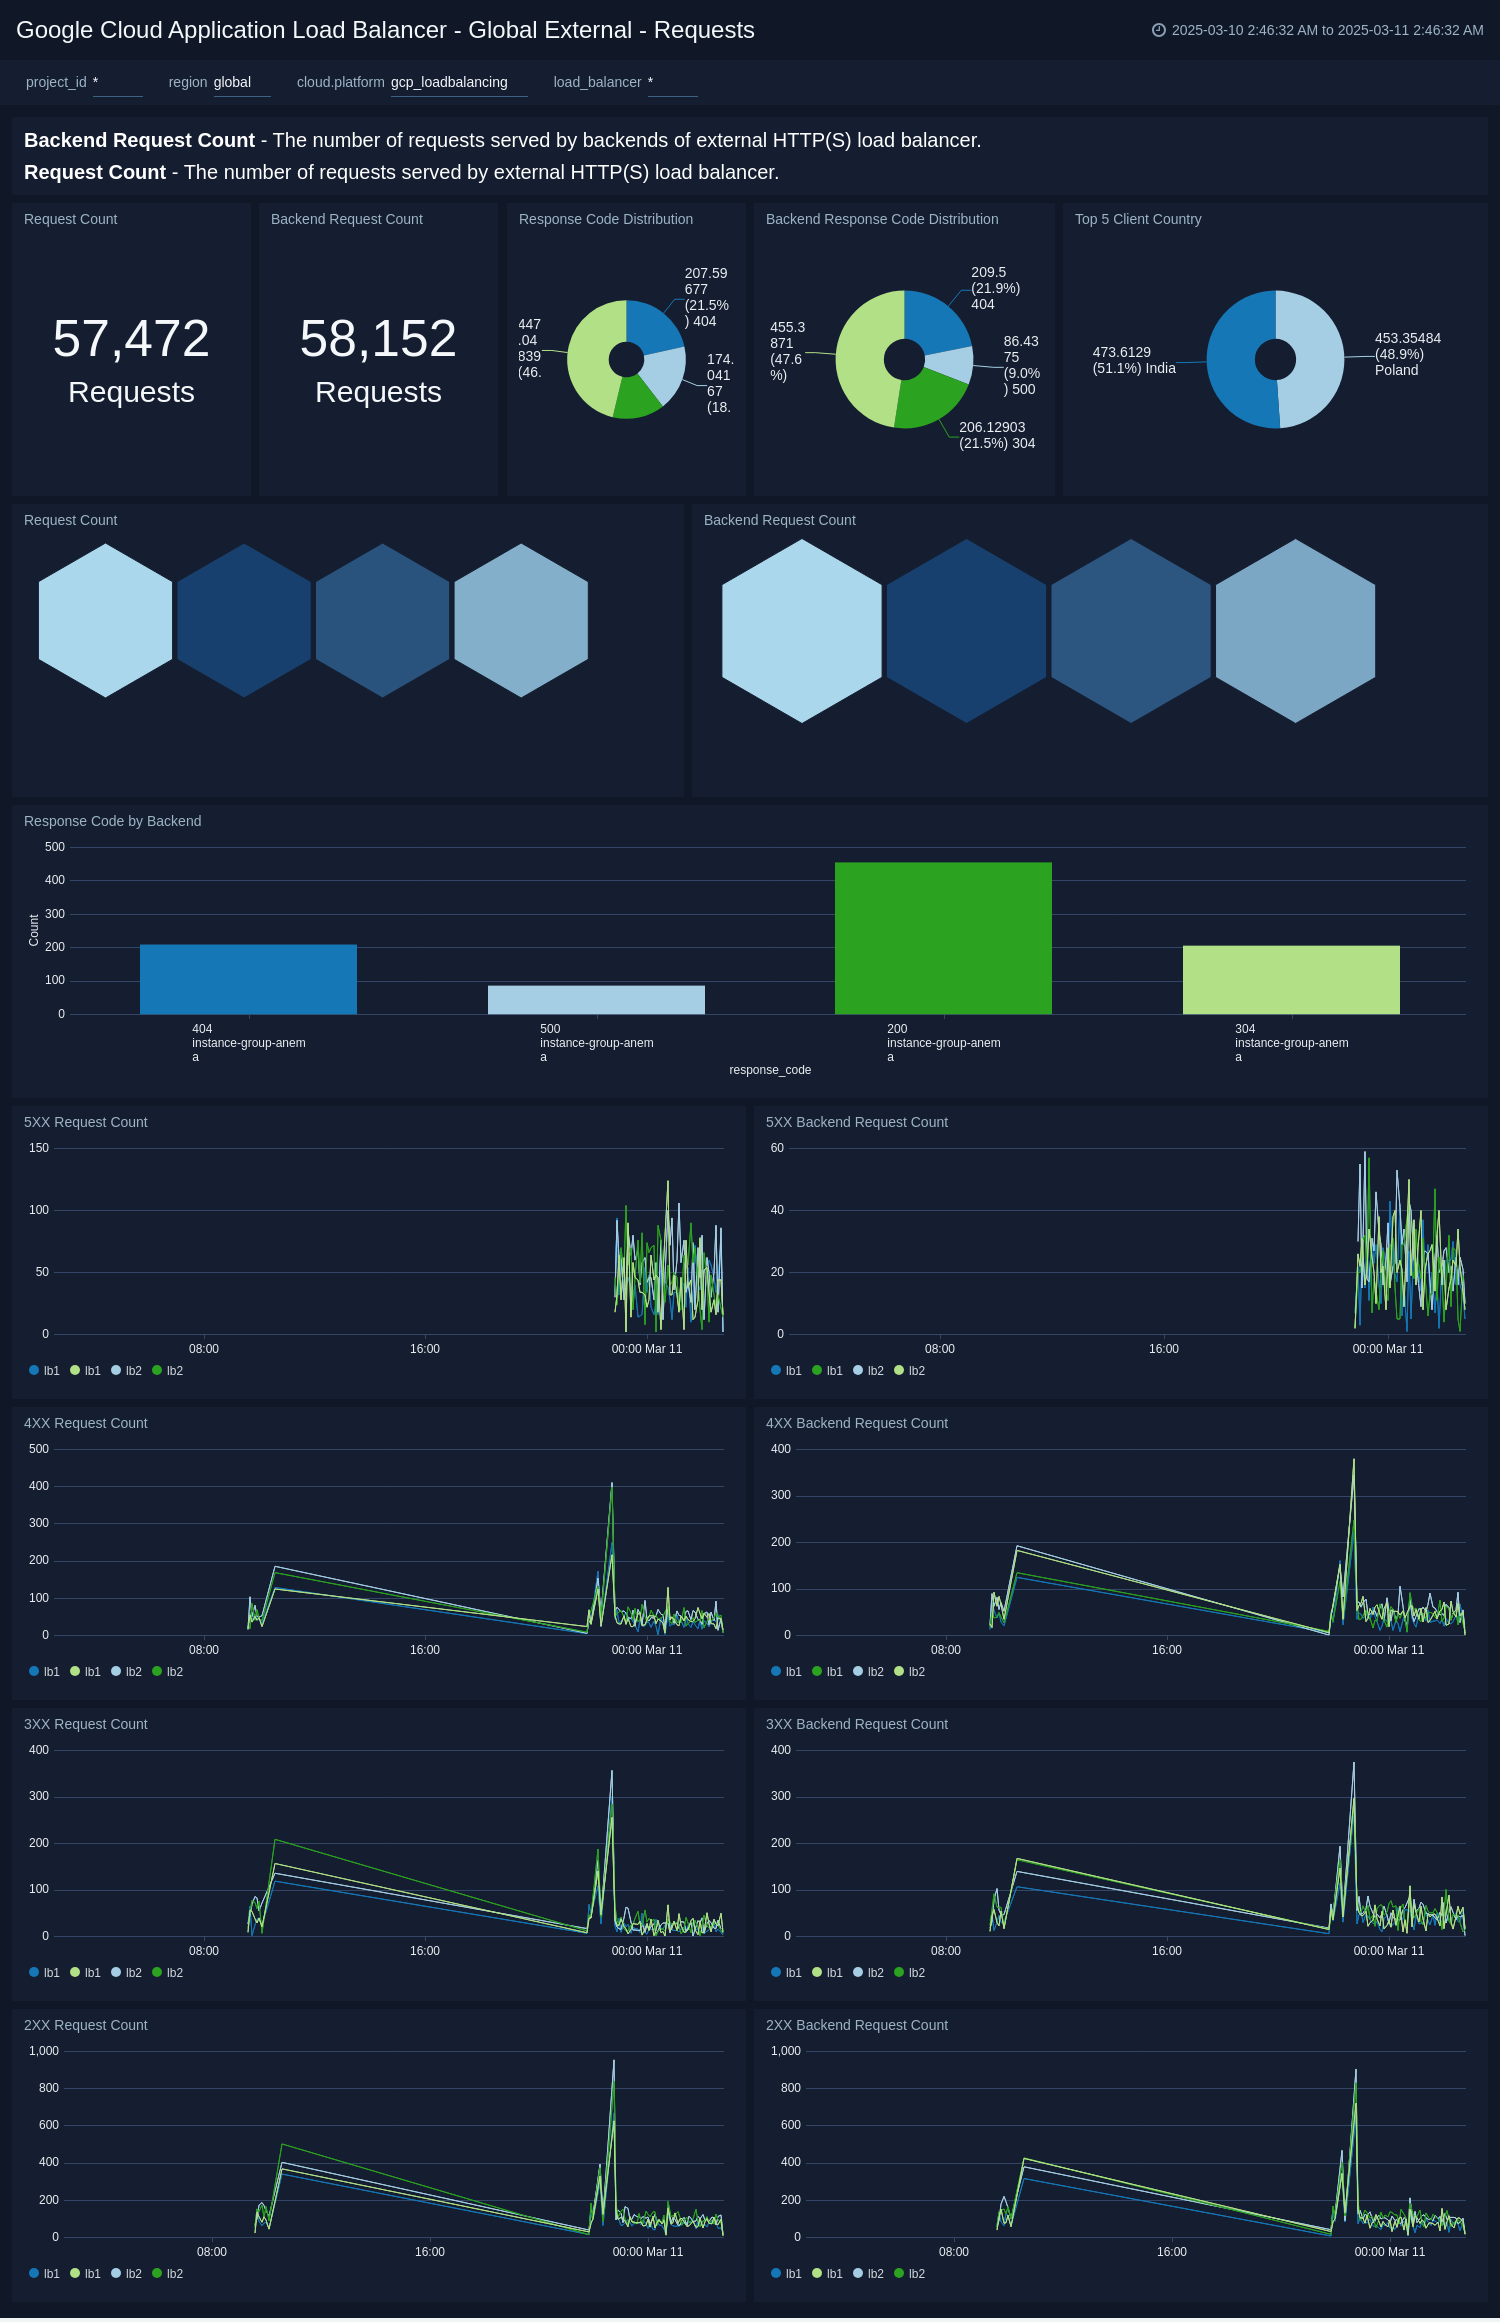 Google Cloud Application Load Balancer - Global External - Requests
2025-03-10 2:46:32 AM to 2025-03-11 2:46:32 AM
project_id *
region global
cloud.platform gcp_loadbalancing
load_balancer *
Backend Request Count - The number of requests served by backends of external HTTP(S) load balancer.
Request Count - The number of requests served by external HTTP(S) load balancer.
Request Count
57,472
Requests
Backend Request Count
58,152
Requests
Response Code Distribution
207.59
677
(21.5%
) 404
447
.04
839
(46.
174.
041
67
(18.
Backend Response Code Distribution
209.5
(21.9%)
404
455.3
871
(47.6
%)
86.43
75
(9.0%
) 500
206.12903
(21.5%) 304
Top 5 Client Country
473.6129
(51.1%) India
453.35484
(48.9%)
Poland
Request Count
Backend Request Count
Response Code by Backend
500
400
300
200
100
0
Count
404
instance-group-anem
a
500
instance-group-anem
a
200
instance-group-anem
a
304
instance-group-anem
a
response_code
5XX Request Count
150
100
50
0
08:00
16:00
00:00 Mar 11
lb1 lb1 lb2 lb2
5XX Backend Request Count
60
40
20
0
08:00
16:00
00:00 Mar 11
lb1 lb1 lb2 lb2
4XX Request Count
500
400
300
200
100
0
08:00
16:00
00:00 Mar 11
lb1 lb1 lb2 lb2
4XX Backend Request Count
400
300
200
100
0
08:00
16:00
00:00 Mar 11
lb1 lb1 lb2 lb2
3XX Request Count
400
300
200
100
0
08:00
16:00
00:00 Mar 11
lb1 lb1 lb2 lb2
3XX Backend Request Count
400
300
200
100
0
08:00
16:00
00:00 Mar 11
lb1 lb1 lb2 lb2
2XX Request Count
1,000
800
600
400
200
0
08:00
16:00
00:00 Mar 11
lb1 lb1 lb2 lb2
2XX Backend Request Count
1,000
800
600
400
200
0
08:00
16:00
00:00 Mar 11
lb1 lb1 lb2 lb2